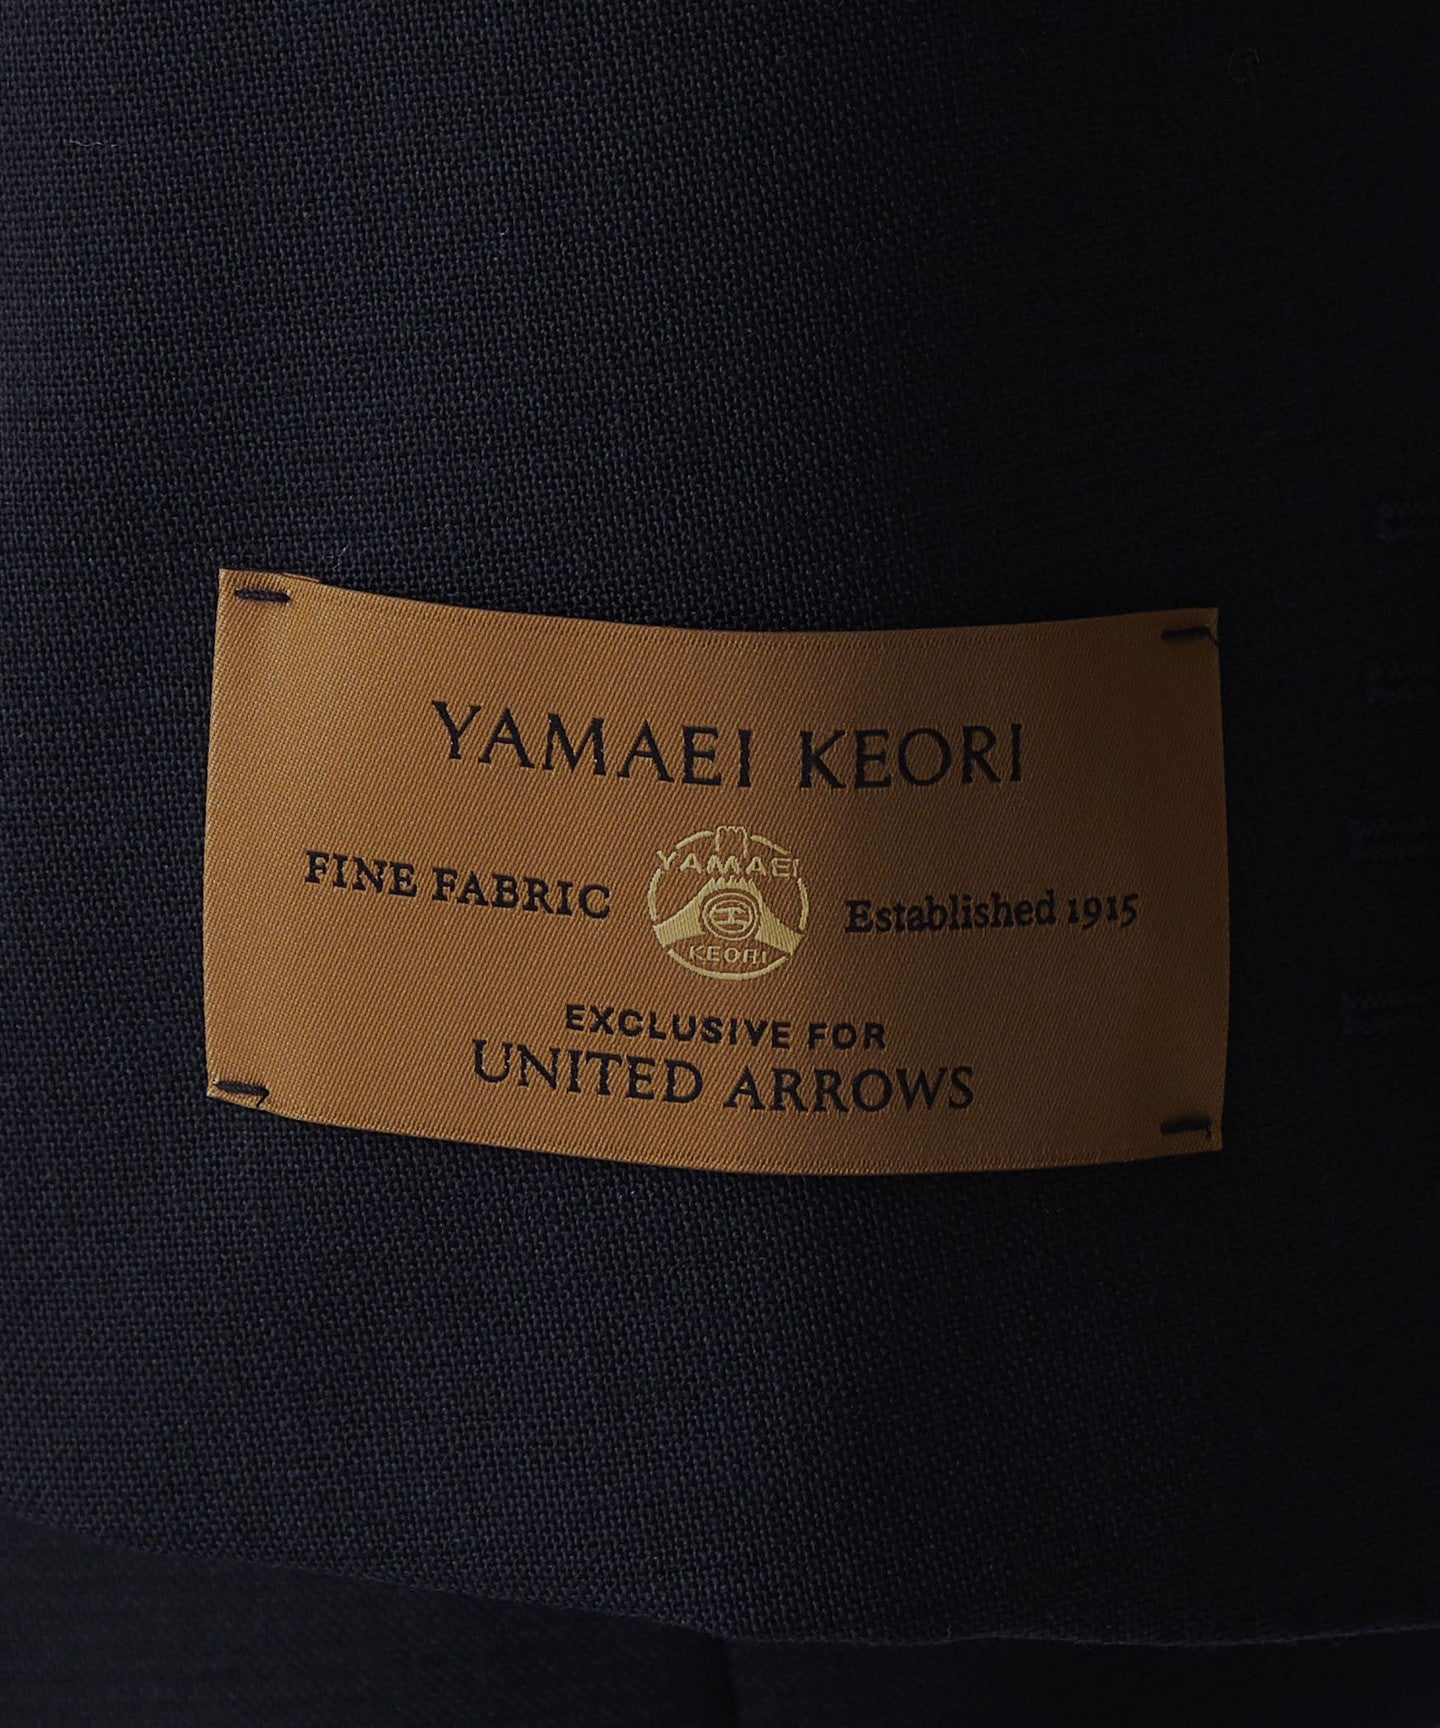 YAMAEI KEORI
FINE FABRIC
YAMAEI
KEORI
Established 1915
EXCLUSIVE FOR
UNITED ARROWS